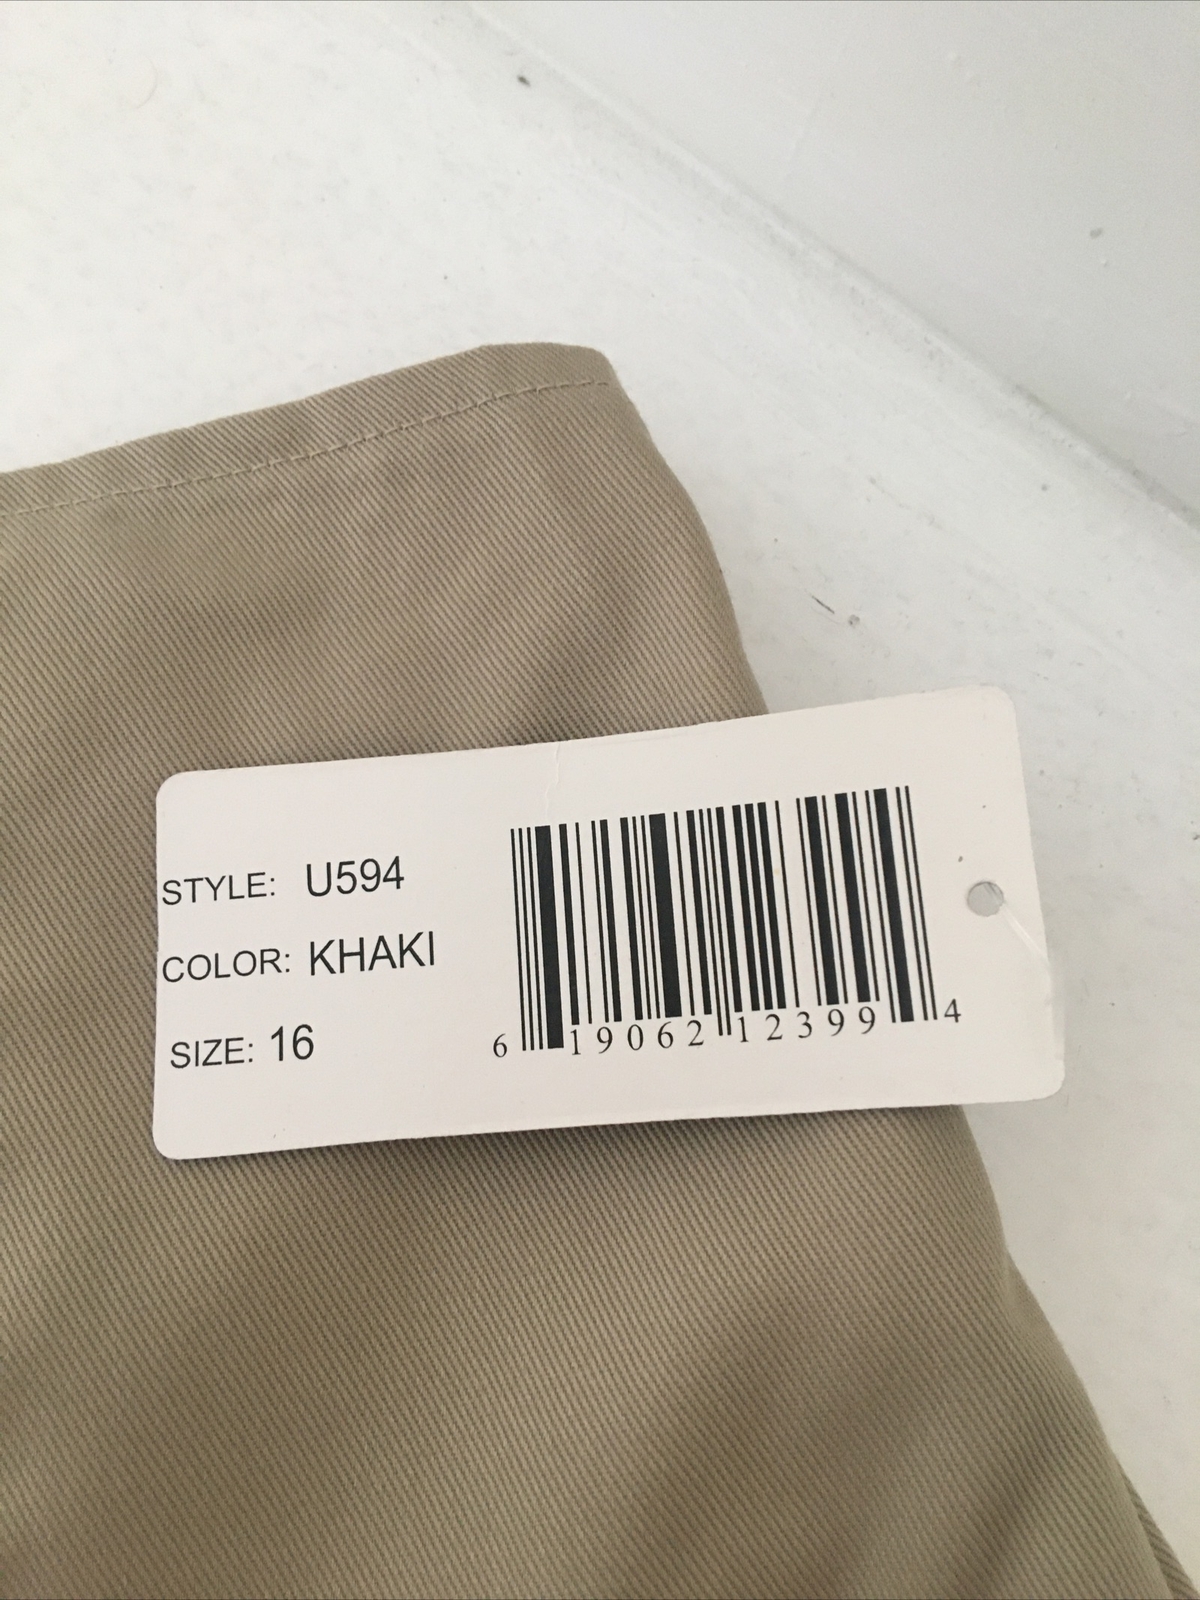 STYLE: U594
COLOR: KHAKI
SIZE: 16
6 19062 12399 4